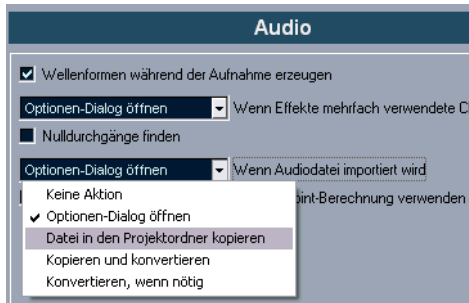 Audio
Wellenformen während der Aufnahme erzeugen
Optionen-Dialog öffnen Wenn Effekte mehrfach verwendete
Nulldurchgänge finden
Optionen-Dialog öffnen Wenn Audiodatei importiert wird
Keine Aktion
Optionen-Dialog öffnen
Datei in den Projektordner kopieren
Kopieren und konvertieren
Konvertieren, wenn nötig
int-Berechnung verwenden